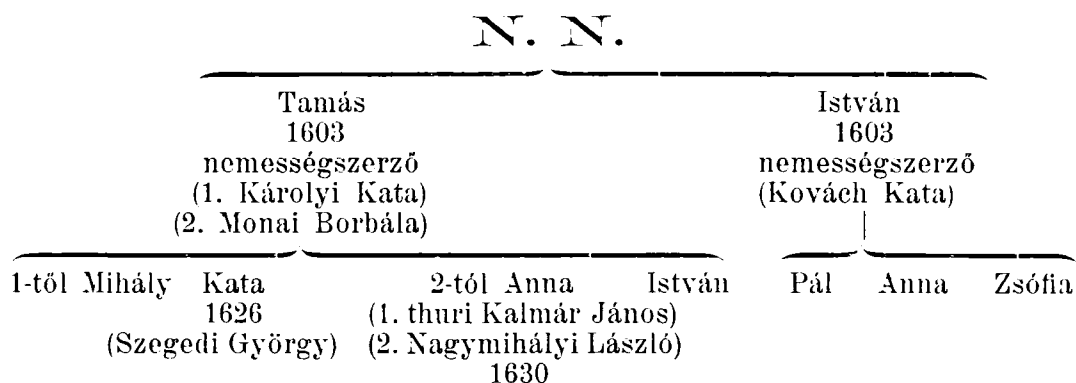 N. N.
Tamás István
1603 1603
nemességszerző nemességszerző
(1. Károlyi Kata) (Kovách Kata)
(2. Monai Borbála)
1-től Mihály Kata 2-tól Anna István Pál Anna Zsófia
1626 (1. thuri Kalmár János)
(Szegedi György) (2. Nagymihályi László)
1630